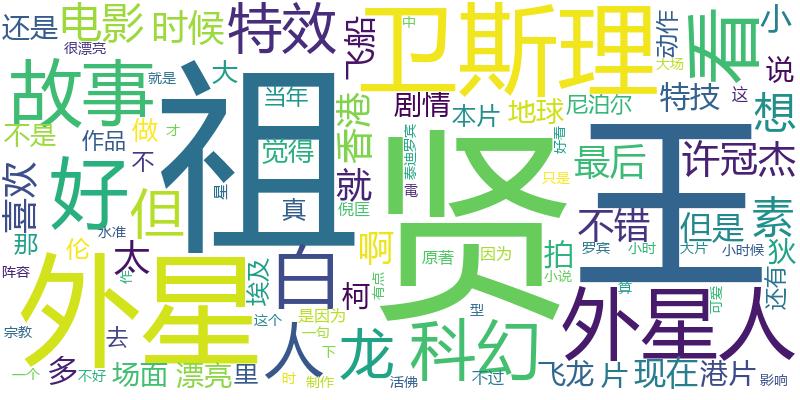 还是
电影
时候
特效
飞船
卫斯理
动作
看
小
很漂亮
故事
就是
大
祖
当年
香港
剧情
本片
地球
尼泊尔
特技
大场
这
说
想
中
不是
作品
做
才
觉得
泰迪罗宾
贤
好看
王
最后
许冠杰
喜欢
好
不
但
星
真
就
倪匡
只是
不错
但是
素
那
水准
伦
太
啊
原著
因为
拍
罗宾
小时
大片
小时候
狄
阵容
外星
作
埃及
白
柯
有点
小说
算
可爱
还有
宗教
去
这个
是因为
一句
人
龙
科幻
型
外星人
一个
多
不好
场面
漂亮
里
时
下
制作
活佛
不过
飞龙
片
现在
港片
影响